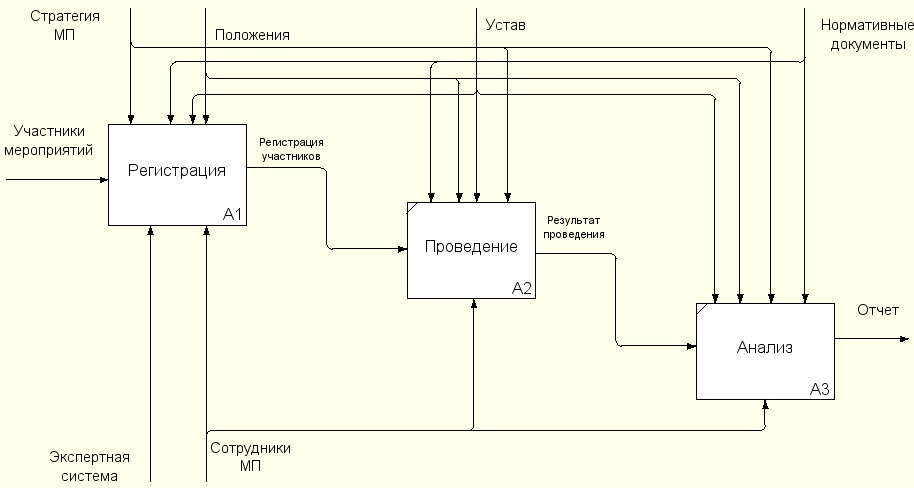 Стратегия
МП
Положения
Устав
Нормативные
документы
Участники
мероприятий
Регистрация
A1
Регистрация
участников
Проведение
A2
Результат
проведения
Анализ
A3
Отчет
Экспертная
система
Сотрудники
МП